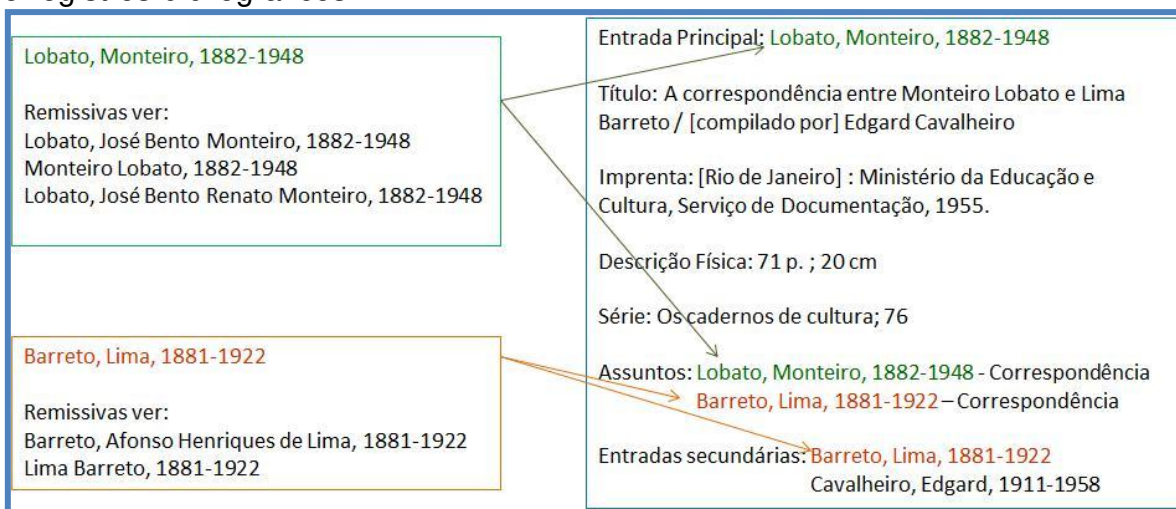 Lobato, Monteiro, 1882-1948
Remissivas ver:
Lobato, José Bento Monteiro, 1882-1948
Monteiro Lobato, 1882-1948
Lobato, José Bento Renato Monteiro, 1882-1948
Barreto, Lima, 1881-1922
Remissivas ver:
Barreto, Afonso Henriques de Lima, 1881-1922
Lima Barreto, 1881-1922
Entrada Principal: Lobato, Monteiro, 1882-1948
Título: A correspondência entre Monteiro Lobato e Lima
Barreto / [compilado por] Edgard Cavalheiro
Imprenta: [Rio de Janeiro] : Ministério da Educação e
Cultura, Serviço de Documentação, 1955.
Descrição Física: 71 p. ; 20 cm
Série: Os cadernos de cultura; 76
Assuntos: Lobato, Monteiro, 1882-1948 - Correspondência
Barreto, Lima, 1881-1922 – Correspondência
Entradas secundárias: Barreto, Lima, 1881-1922
Cavalheiro, Edgard, 1911-1958